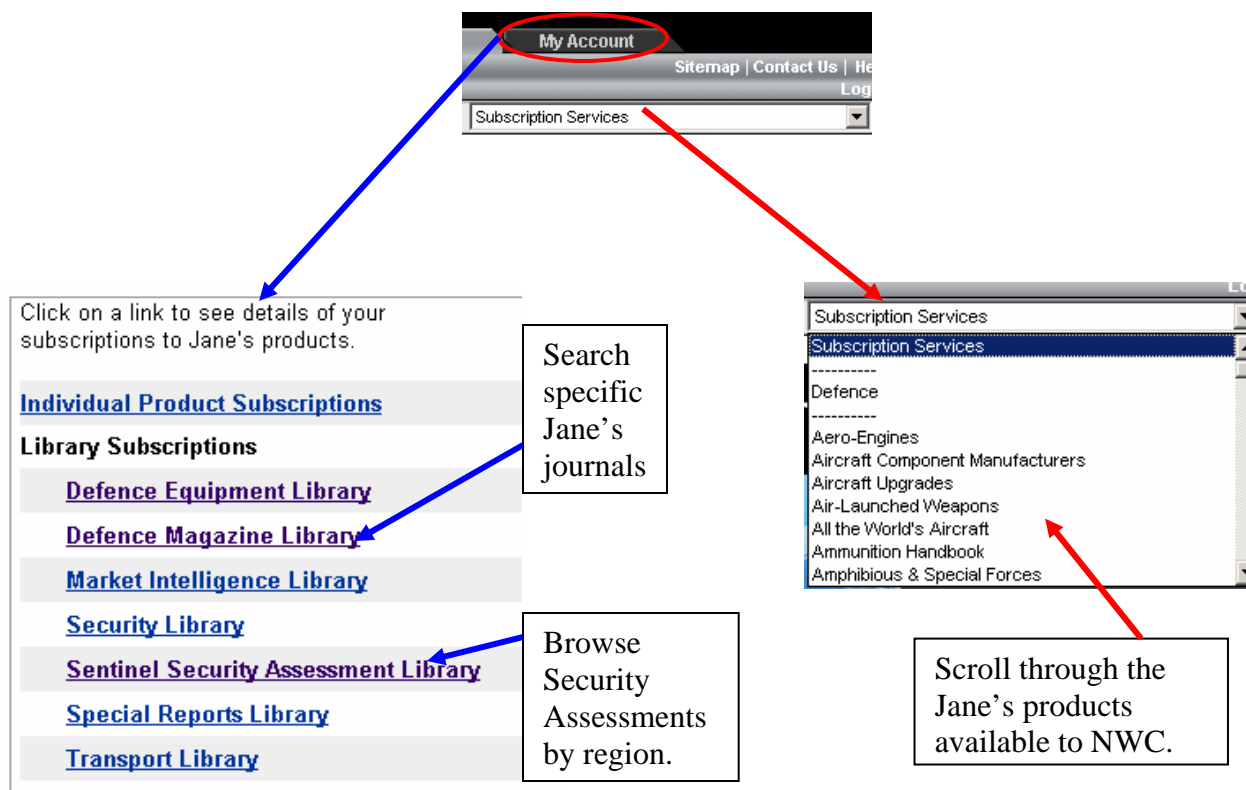 My Account
Sitemap | Contact Us | He
Log
Subscription Services
Click on a link to see details of your
subscriptions to Jane's products.
Individual Product Subscriptions
Library Subscriptions
Defence Equipment Library
Defence Magazine Library
Market Intelligence Library
Security Library
Sentinel Security Assessment Library
Special Reports Library
Transport Library
Search
specific
Jane’s
journals
Browse
Security
Assessments
by region.
Lo
Subscription Services
Subscription Services
----------
Defence
----------
Aero-Engines
Aircraft Component Manufacturers
Aircraft Upgrades
Air-Launched Weapons
All the World's Aircraft
Ammunition Handbook
Amphibious & Special Forces
Scroll through the
Jane’s products
available to NWC.